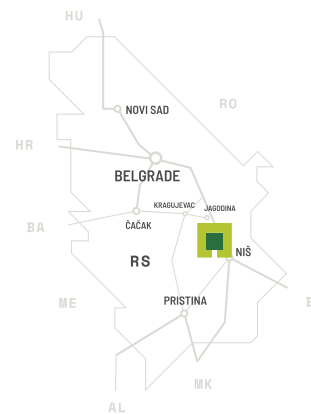 HU
NOVI SAD
RO
HR
BELGRADE
KRAGUJEVAC
JAGODINA
ČAČAK
BA
NIŠ
RS
PRISTINA
ME
MK
AL